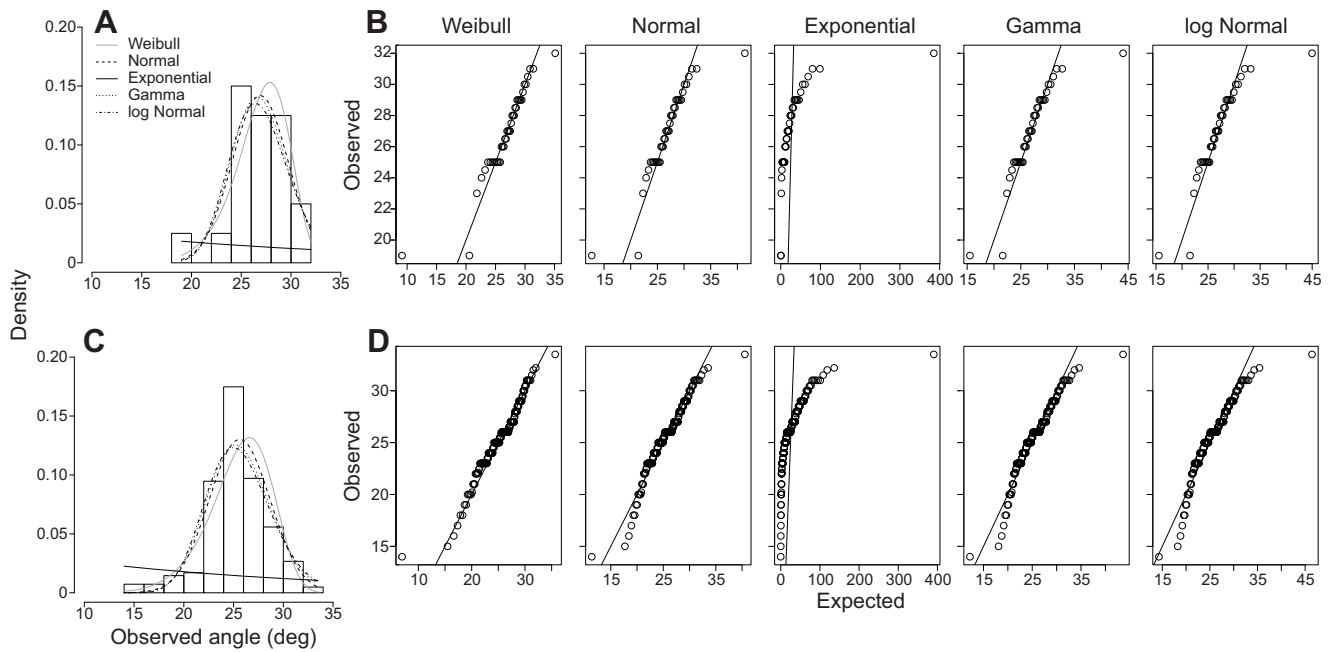 A
B
Weibull
Normal
Exponential
Gamma
log Normal
0.20
0.15
0.10
0.05
0
Weibull
Normal
Exponential
Gamma
log Normal
10 15 20 25 30 35
Density
Observed
32
30
28
26
24
22
20
10 15 20 25 30 35
15 25 35
0 100 200 300 400
15 25 35 45
15 25 35 45
C
D
0.20
0.15
0.10
0.05
0
10 15 20 25 30 35
Observed angle (deg)
Observed
30
25
20
15
10 15 20 25 30 35
15 25 35
0 100 200 300 400
15 25 35 45
15 25 35 45
Expected